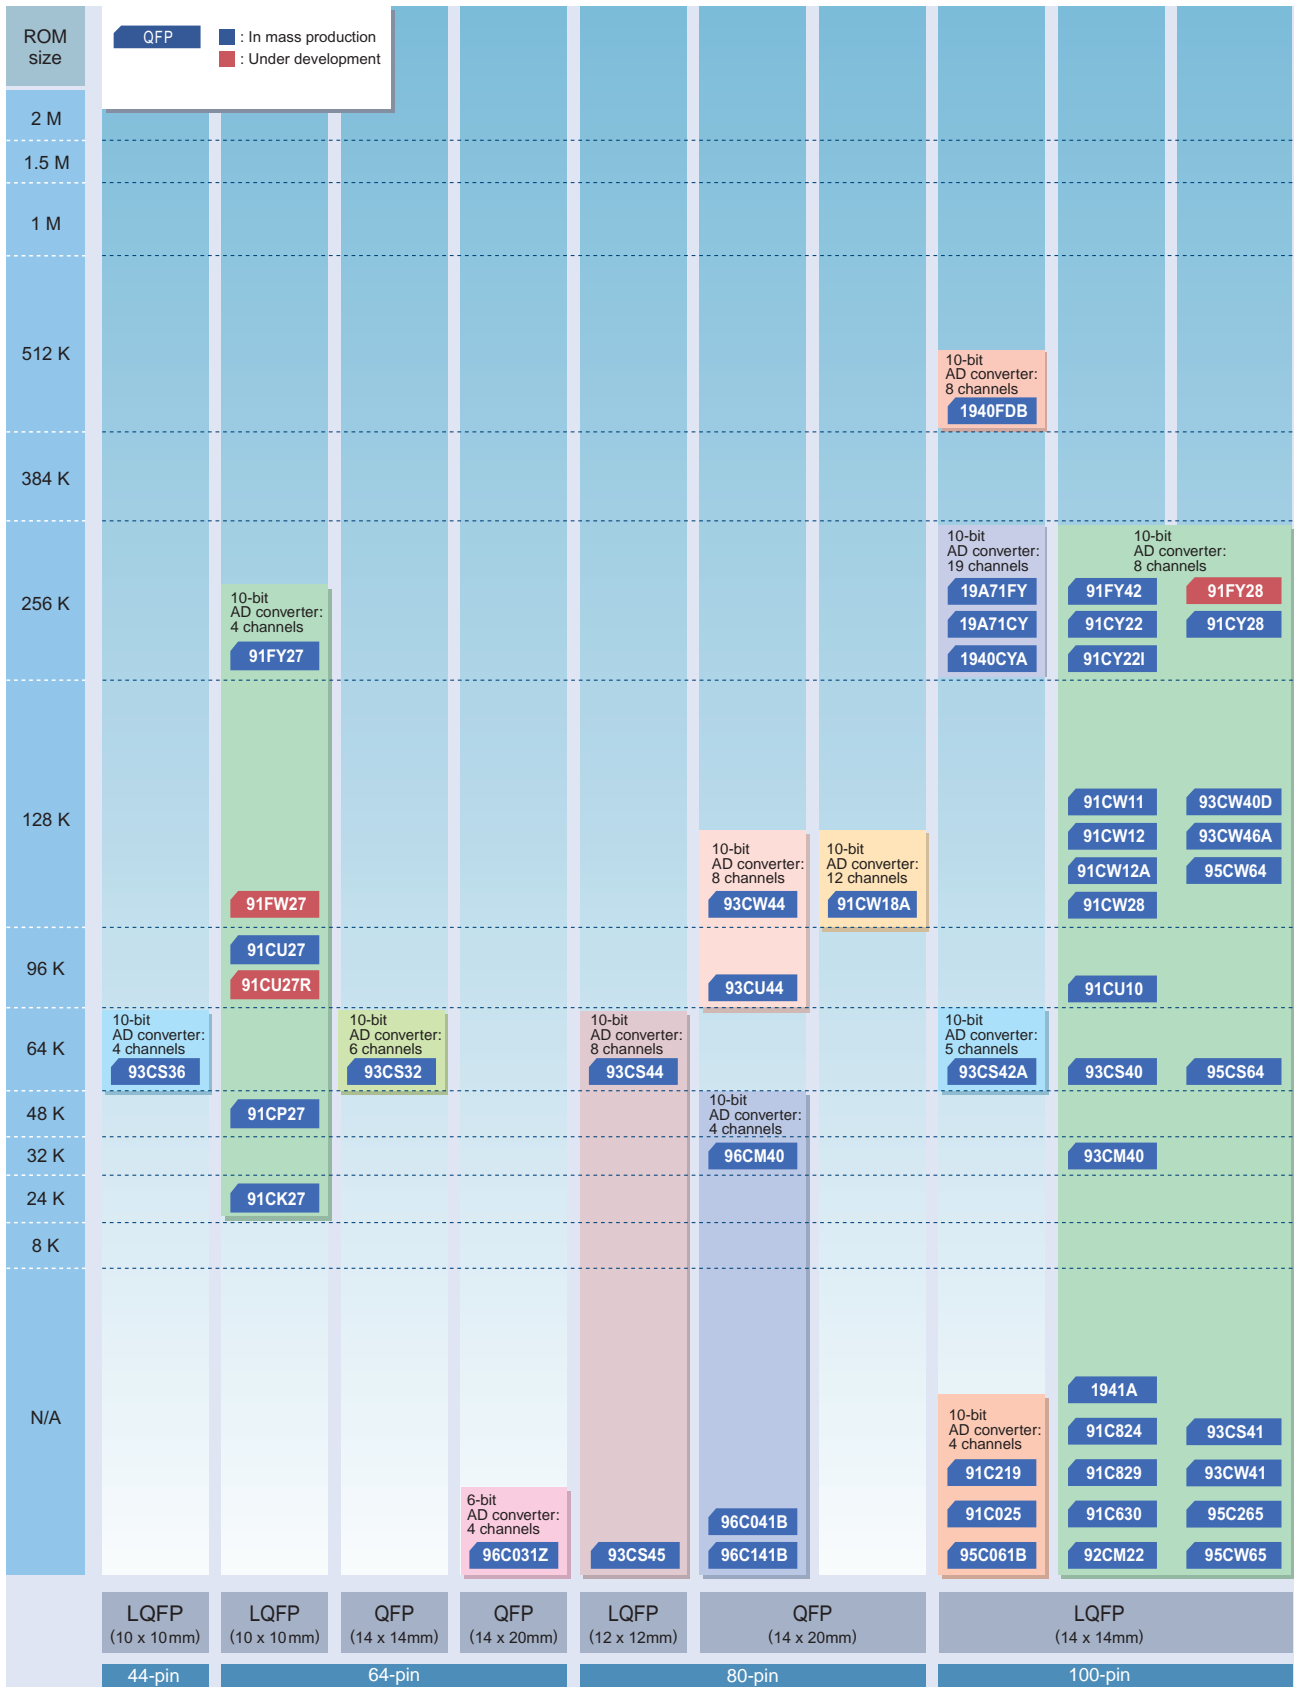 ROM
size
QFP
: In mass production
: Under development
2 M
1.5 M
1 M
512 K
10-bit
AD converter:
8 channels
1940FDB
384 K
256 K
10-bit
AD converter:
4 channels
91FY27
10-bit
AD converter:
19 channels
19A71FY
19A71CY
1940CYA
10-bit
AD converter:
8 channels
91FY42
91FY28
91CY22
91CY28
91CY22I
128 K
91FW27
10-bit
AD converter:
8 channels
93CW44
10-bit
AD converter:
12 channels
91CW18A
91CW11
93CW40D
91CW12
93CW46A
91CW12A
95CW64
91CW28
96 K
91CU27
91CU27R
93CU44
91CU10
64 K
10-bit
AD converter:
4 channels
93CS36
10-bit
AD converter:
6 channels
93CS32
10-bit
AD converter:
8 channels
93CS44
10-bit
AD converter:
5 channels
93CS42A
93CS40
95CS64
48 K
91CP27
10-bit
AD converter:
4 channels
32 K
96CM40
93CM40
24 K
91CK27
8 K
N/A
6-bit
AD converter:
4 channels
96C031Z
93CS45
96C041B
96C141B
10-bit
AD converter:
4 channels
91C219
91C025
95C061B
1941A
91C824
93CS41
91C829
93CW41
91C630
95C265
92CM22
95CW65
LQFP
(10 x 10mm)
LQFP
(10 x 10mm)
QFP
(14 x 14mm)
QFP
(14 x 20mm)
LQFP
(12 x 12mm)
QFP
(14 x 20mm)
LQFP
(14 x 14mm)
44-pin
64-pin
80-pin
100-pin